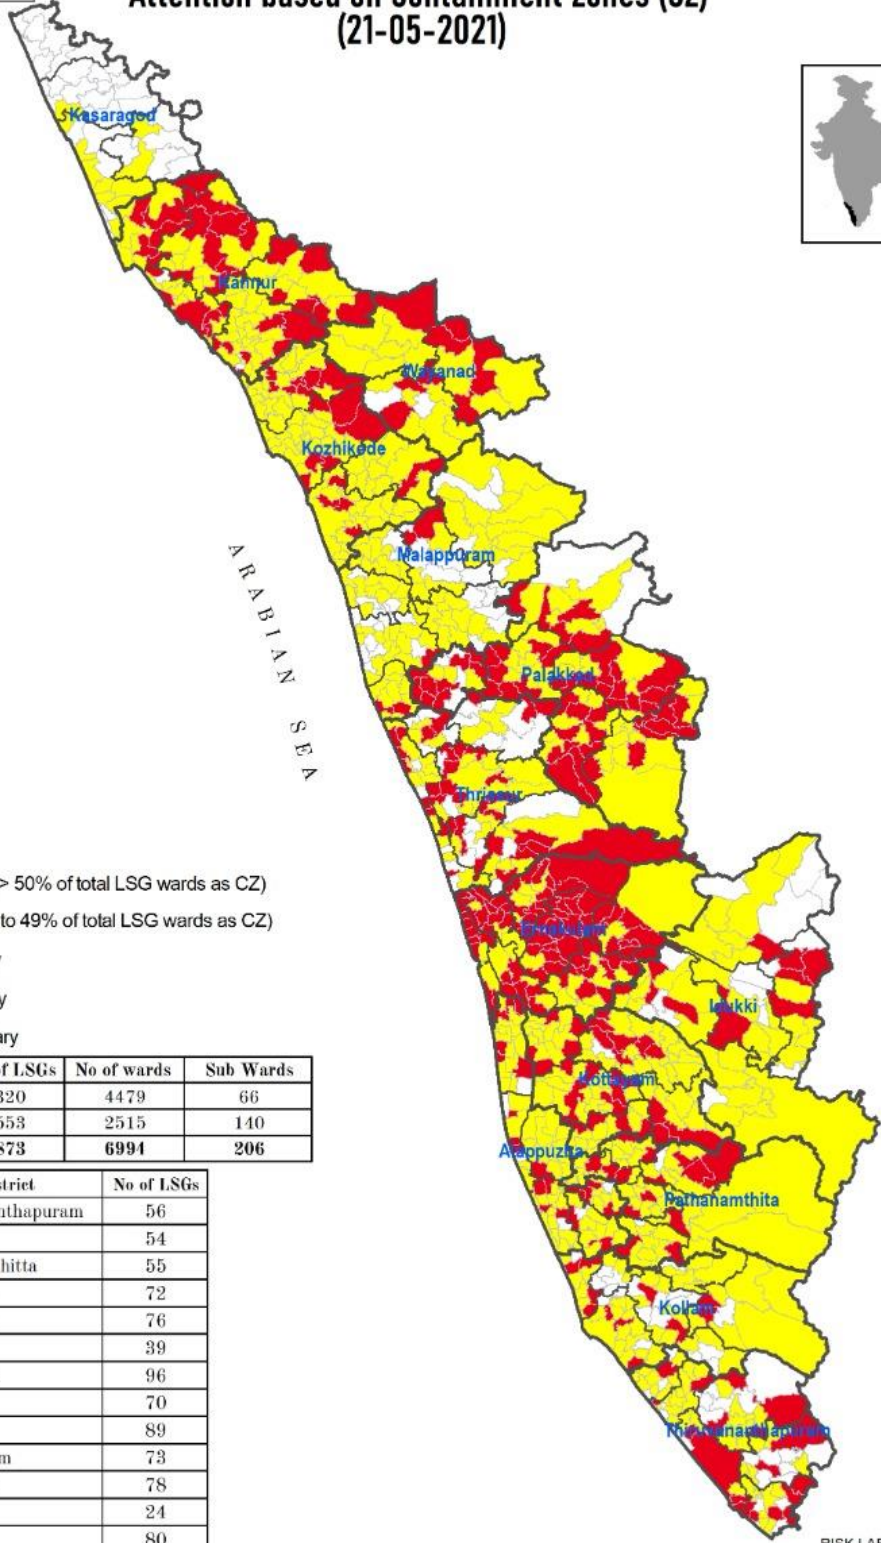 Attention based on Containment Zones (CZ)
(21-05-2021)
Kasaragod
Kannur
Wayanad
Kozhikode
Malappuram
ARABIAN SEA
Palakkad
Thrissur
> 50% of total LSG wards as CZ)
to 49% of total LSG wards as CZ)
Ernakulam
Idukki
Kottayam
Alappuzha
Pathanamthita
Kollam
Thiruvananthapuram
of LSGs No of wards Sub Wards
320 4479 66
553 2515 140
873 6994 206
strict No of LSGs
nthapuram 56
54
hitta 55
72
76
39
96
70
89
m 73
78
24
80